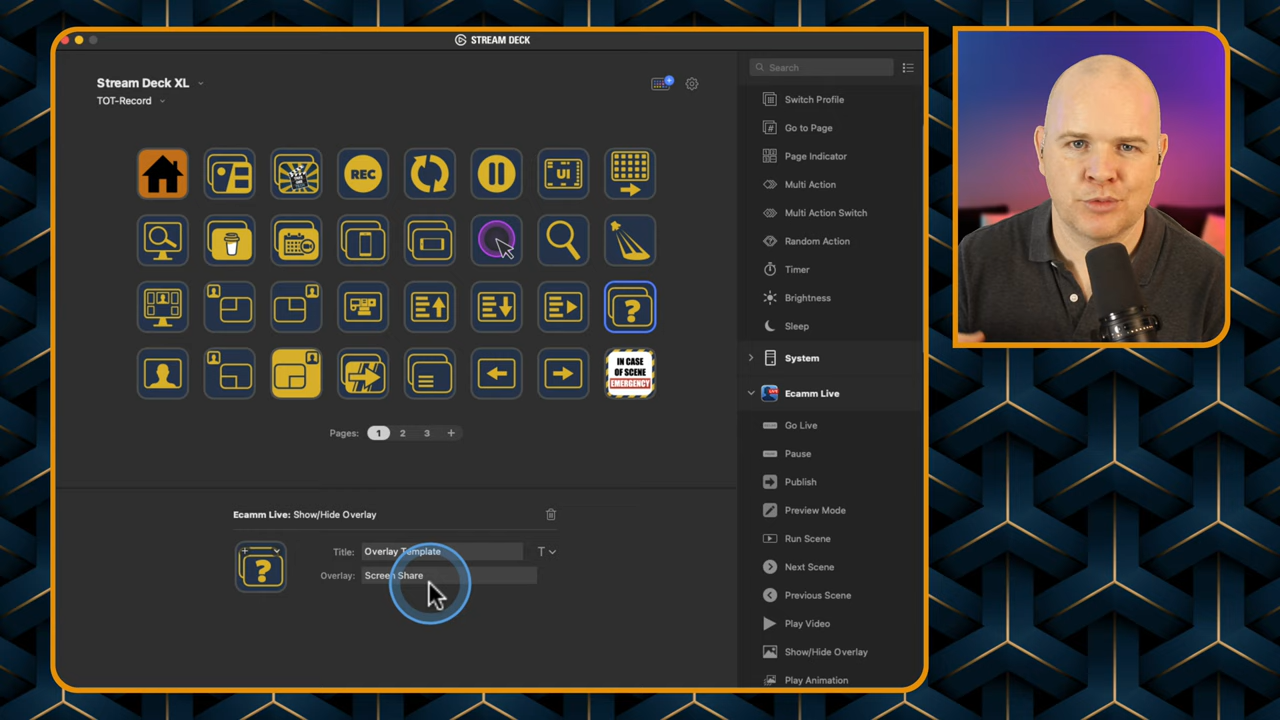 STREAM DECK
Stream Deck XL
TOT-Record
REC
UI
IN CASE
OF SCENE
EMERGENCY
Pages: 1 2 3 +
Ecamm Live: Show/Hide Overlay
Title: Overlay Template
T
Overlay: Screen Share
Search
Switch Profile
Go to Page
Page Indicator
Multi Action
Multi Action Switch
Random Action
Timer
Brightness
Sleep
System
Ecamm Live
Go Live
Pause
Publish
Preview Mode
Run Scene
Next Scene
Previous Scene
Play Video
Show/Hide Overlay
Play Animation